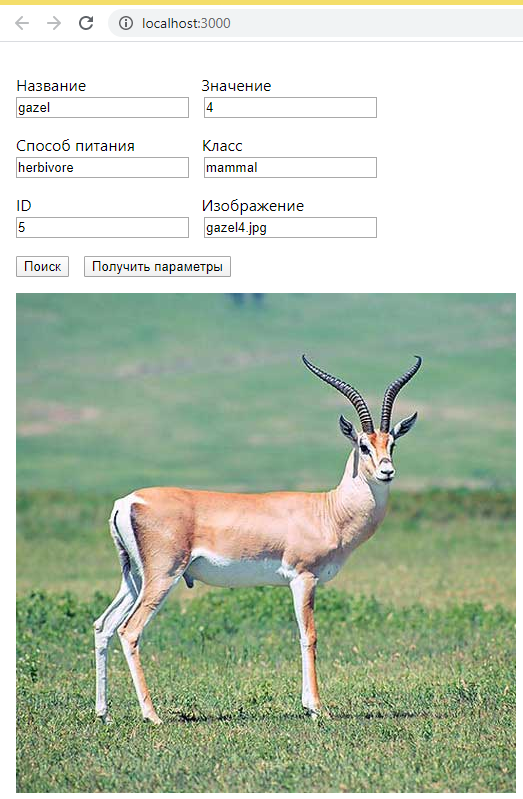 localhost:3000
Название Значение
gazel 4
Способ питания Класс
herbivore mammal
ID Изображение
5 gazel4.jpg
Поиск Получить параметры